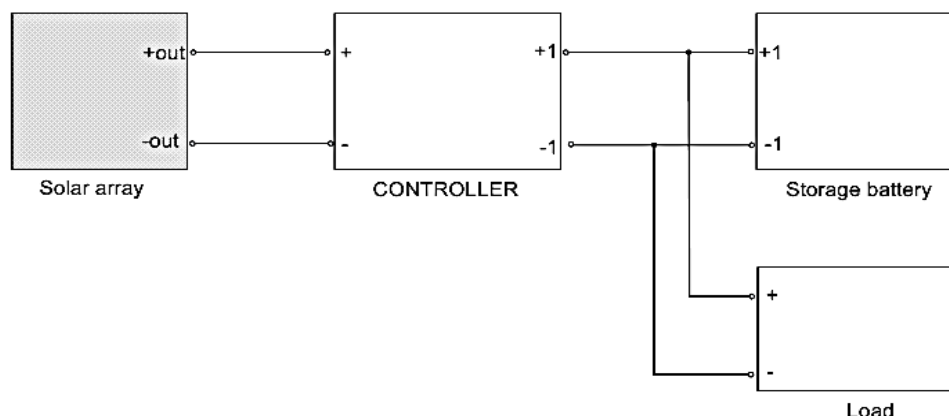 +out
+
+1
+1
-out
-
-1
-1
Solar array
CONTROLLER
Storage battery
+
-
Load